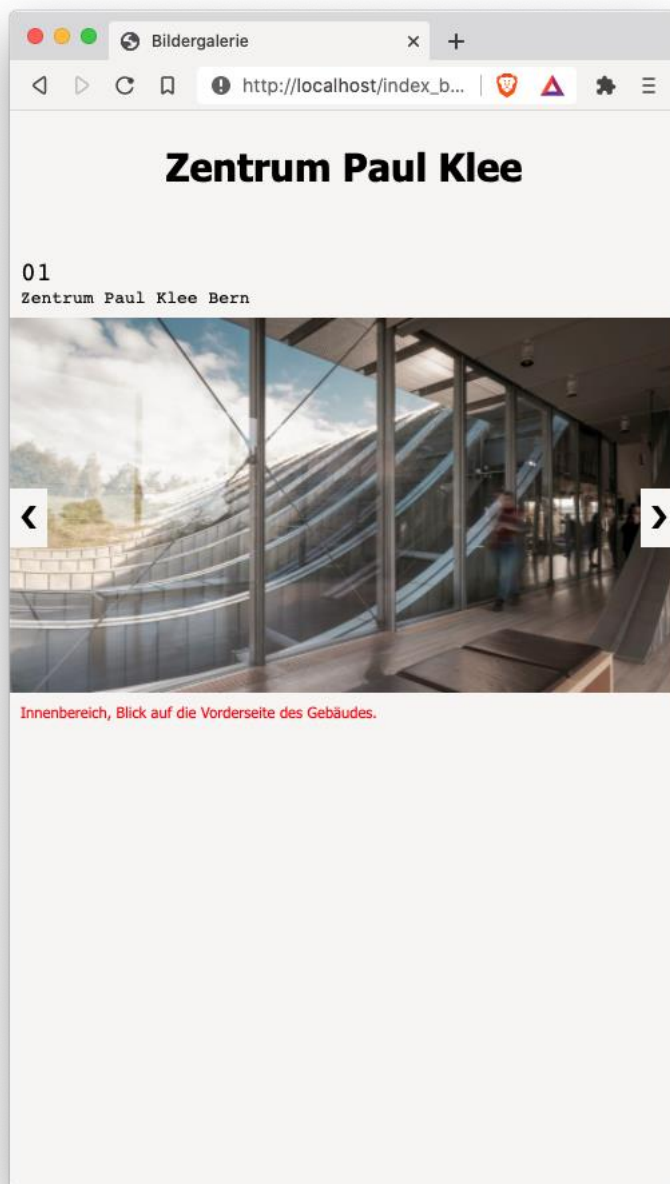 Bildergalerie
http://localhost/index_b...
Zentrum Paul Klee
01
Zentrum Paul Klee Bern
Innenbereich, Blick auf die Vorderseite des Gebäudes.